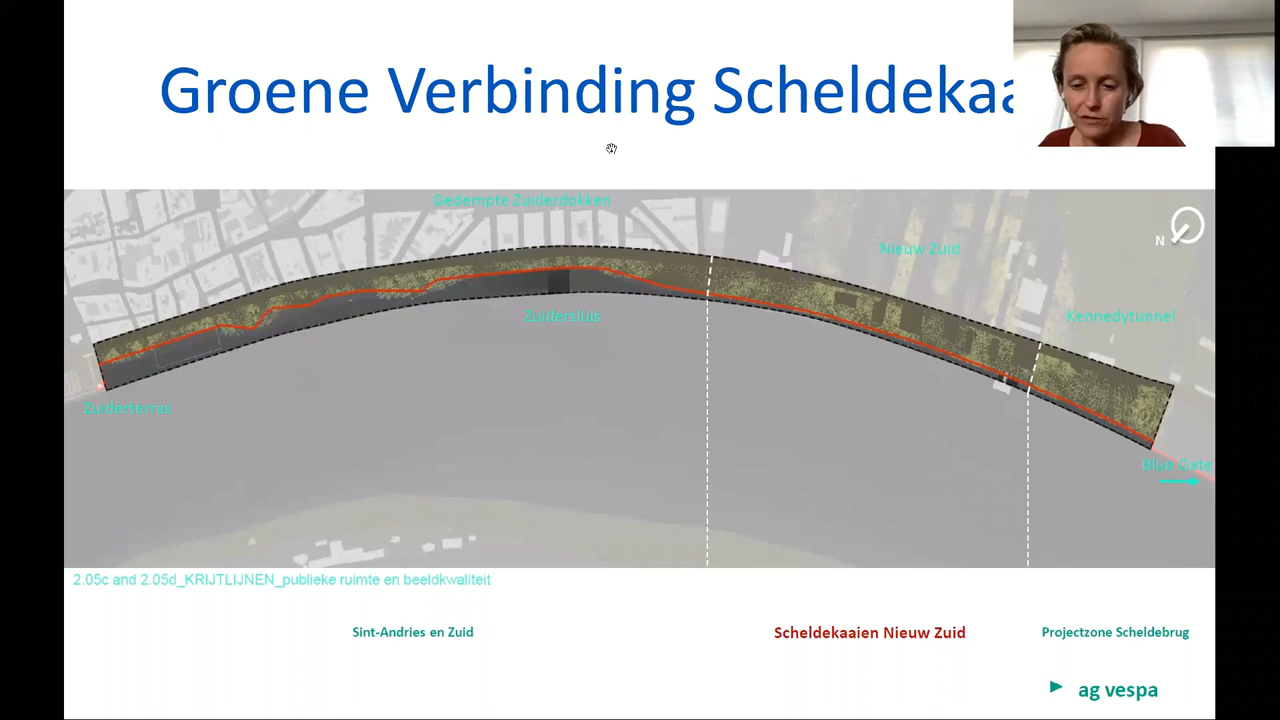 Groene Verbinding Scheldekaa
Gedempte Zuiderdokken
N
Nieuw Zuid
Zuidersluis
Kennedytunnel
Zuiderterras
Blue Gate
2.05c and 2.05d_KRIJTLIJNEN_publieke ruimte en beeldkwaliteit
Sint-Andries en Zuid
Scheldekaaien Nieuw Zuid
Projectzone Scheldebrug
ag vespa